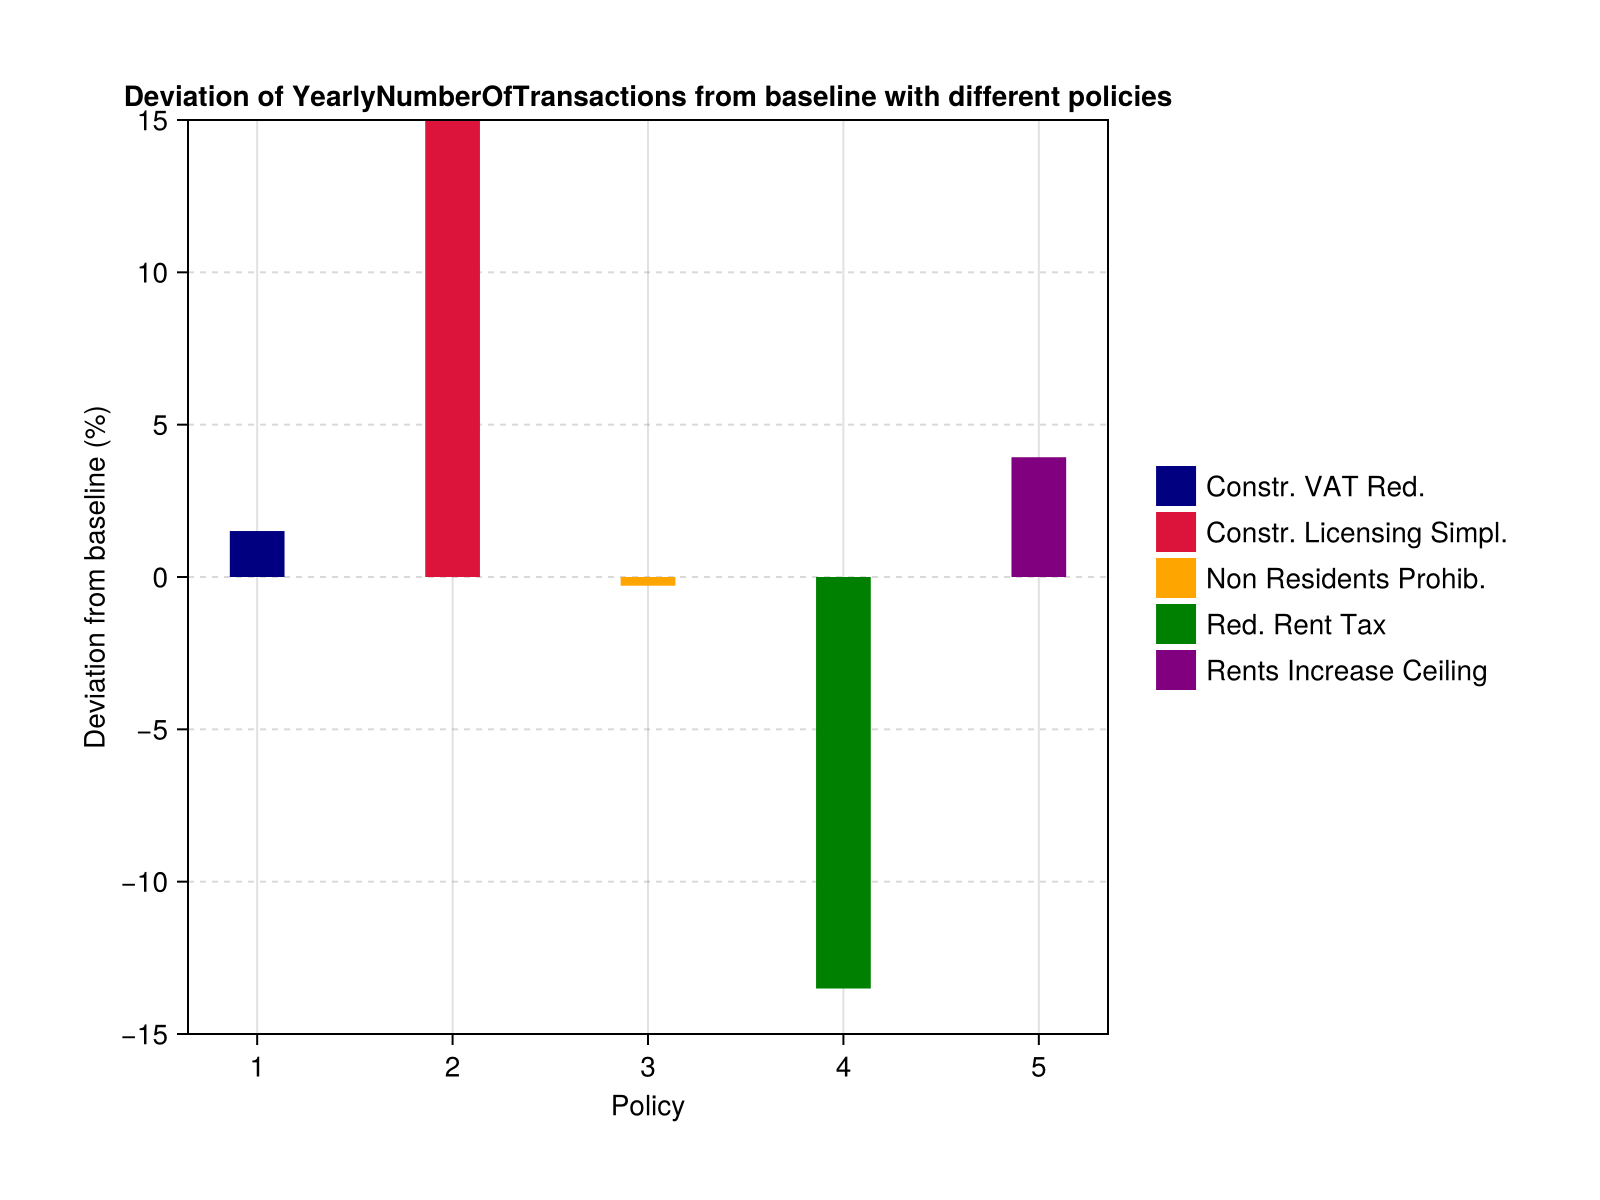 Deviation of YearlyNumberOfTransactions from baseline with different policies
Deviation from baseline (%)
15
10
5
0
−5
−10
−15
1 2 3 4 5
Policy
Constr. VAT Red.
Constr. Licensing Simpl.
Non Residents Prohib.
Red. Rent Tax
Rents Increase Ceiling